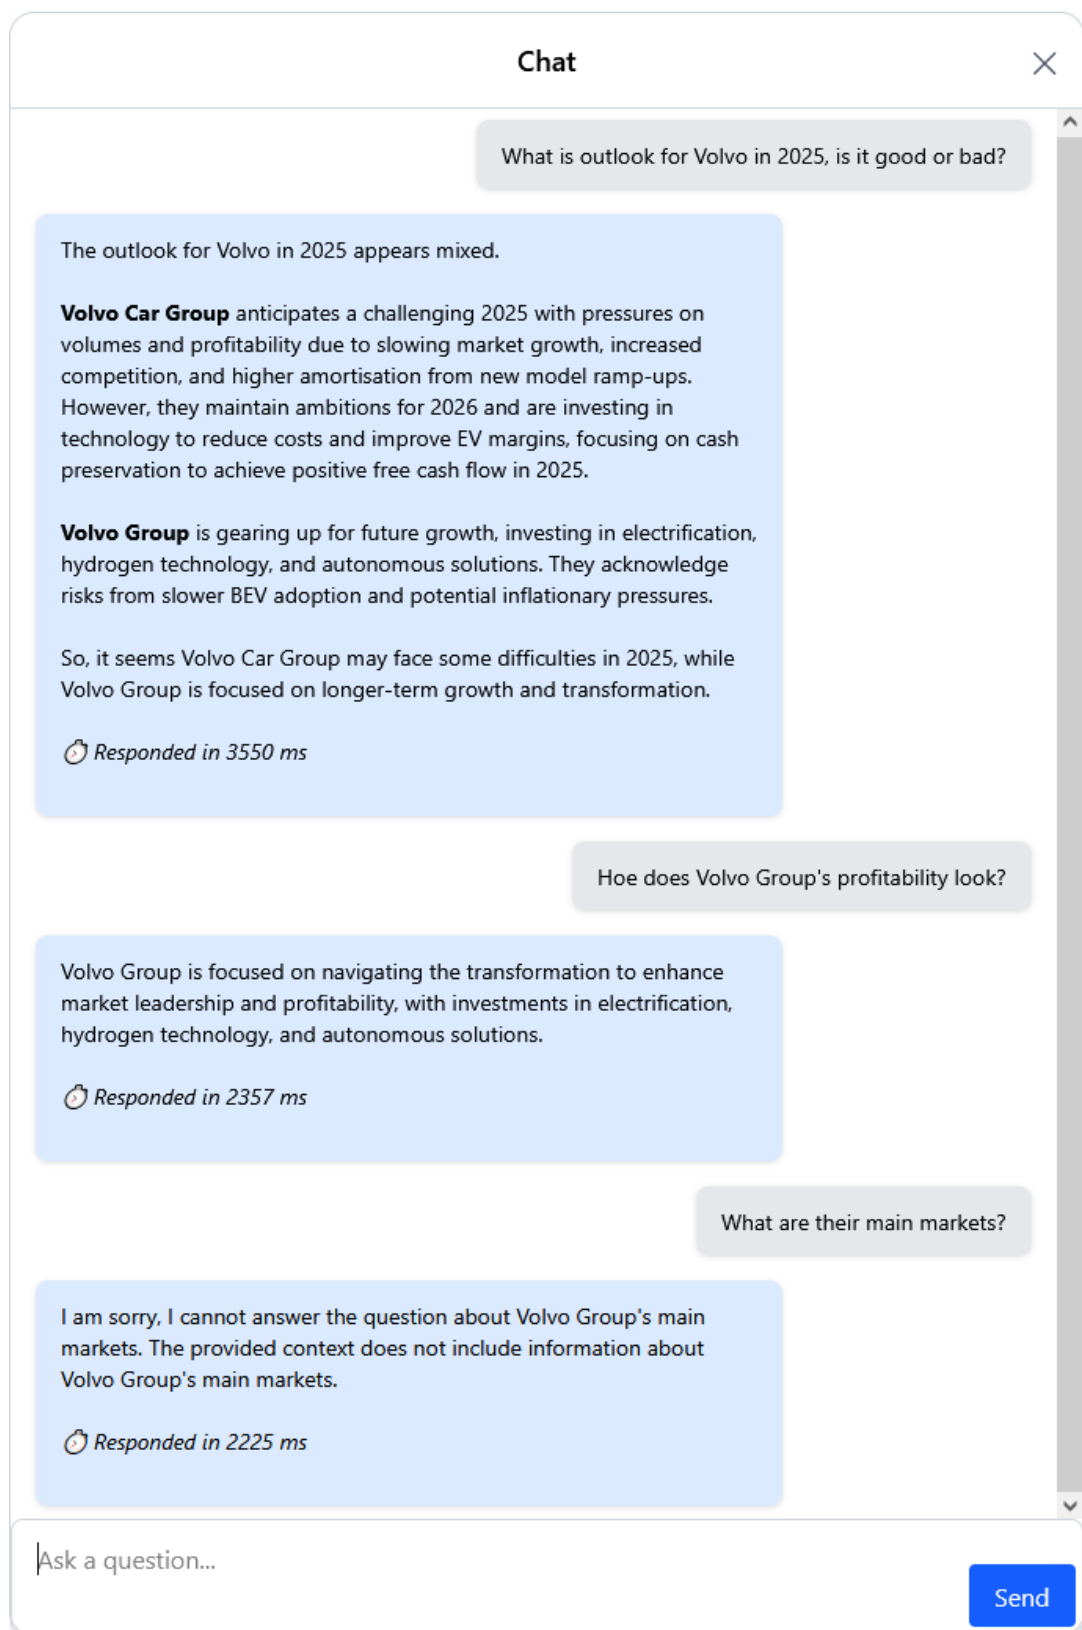 Chat
What is outlook for Volvo in 2025, is it good or bad?
The outlook for Volvo in 2025 appears mixed.
Volvo Car Group anticipates a challenging 2025 with pressures on
volumes and profitability due to slowing market growth, increased
competition, and higher amortisation from new model ramp-ups.
However, they maintain ambitions for 2026 and are investing in
technology to reduce costs and improve EV margins, focusing on cash
preservation to achieve positive free cash flow in 2025.
Volvo Group is gearing up for future growth, investing in electrification,
hydrogen technology, and autonomous solutions. They acknowledge
risks from slower BEV adoption and potential inflationary pressures.
So, it seems Volvo Car Group may face some difficulties in 2025, while
Volvo Group is focused on longer-term growth and transformation.
Responded in 3550 ms
Hoe does Volvo Group's profitability look?
Volvo Group is focused on navigating the transformation to enhance
market leadership and profitability, with investments in electrification,
hydrogen technology, and autonomous solutions.
Responded in 2357 ms
What are their main markets?
I am sorry, I cannot answer the question about Volvo Group's main
markets. The provided context does not include information about
Volvo Group's main markets.
Responded in 2225 ms
Ask a question...
Send